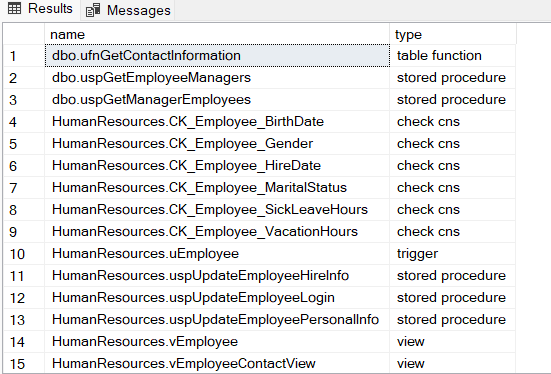 Results Messages
name type
1 dbo.ufnGetContactInformation table function
2 dbo.uspGetEmployeeManagers stored procedure
3 dbo.uspGetManagerEmployees stored procedure
4 HumanResources.CK_Employee_BirthDate check cns
5 HumanResources.CK_Employee_Gender check cns
6 HumanResources.CK_Employee_HireDate check cns
7 HumanResources.CK_Employee_MaritalStatus check cns
8 HumanResources.CK_Employee_SickLeaveHours check cns
9 HumanResources.CK_Employee_VacationHours check cns
10 HumanResources.uEmployee trigger
11 HumanResources.uspUpdateEmployeeHireInfo stored procedure
12 HumanResources.uspUpdateEmployeeLogin stored procedure
13 HumanResources.uspUpdateEmployeePersonalInfo stored procedure
14 HumanResources.vEmployee view
15 HumanResources.vEmployeeContactView view